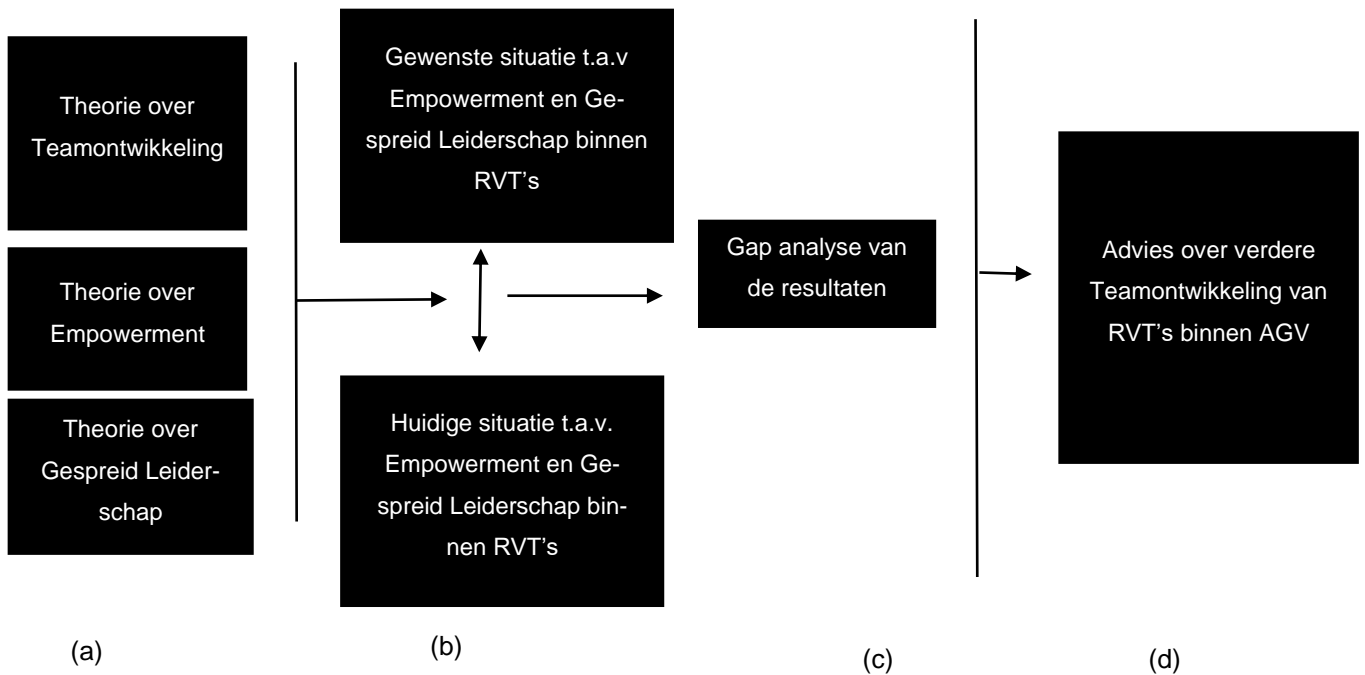 Theorie over
Teamontwikkeling
Theorie over
Empowerment
Theorie over
Gespreid Leider-
schap
Gewenste situatie t.a.v
Empowerment en Ge-
spreid Leiderschap binnen
RVT's
Huidige situatie t.a.v.
Empowerment en Ge-
spreid Leiderschap bin-
nen RVT's
Gap analyse van
de resultaten
Advies over verdere
Teamontwikkeling van
RVT's binnen AGV
(a)
(b)
(c)
(d)